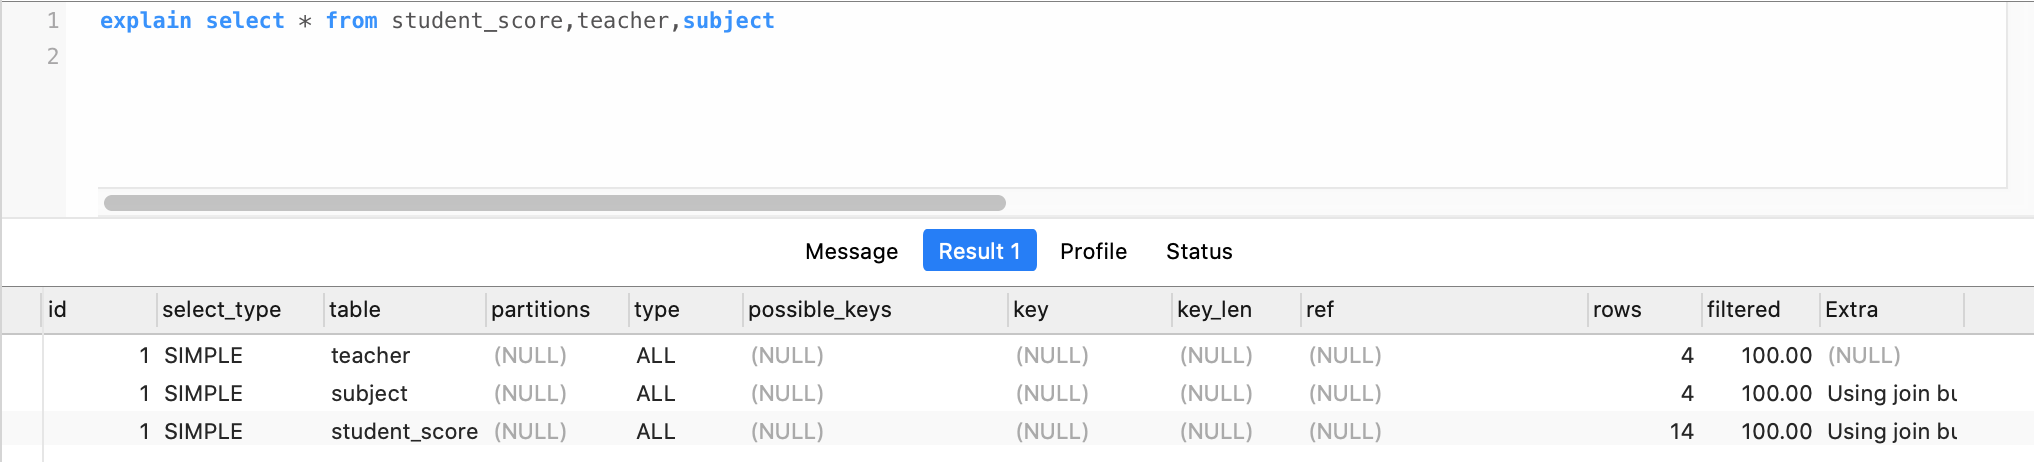 1 explain select * from student_score,teacher,subject
2
Message Result 1 Profile Status
id select_type table partitions type possible_keys key key_len ref rows filtered Extra
1 SIMPLE teacher (NULL) ALL (NULL) (NULL) (NULL) (NULL) 4 100.00 (NULL)
1 SIMPLE subject (NULL) ALL (NULL) (NULL) (NULL) (NULL) 4 100.00 Using join bu
1 SIMPLE student_score (NULL) ALL (NULL) (NULL) (NULL) (NULL) 14 100.00 Using join bu